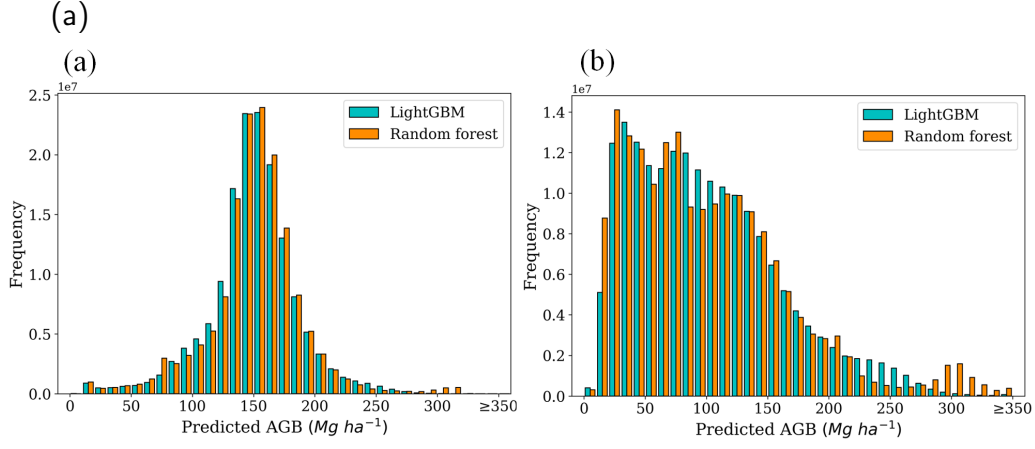 (a)
(a)
1e7
2.5
2.0
1.5
1.0
0.5
0.0
Frequency
LightGBM
Random forest
0
50
100
150
200
250
300
≥350
Predicted AGB (Mg ha⁻¹)
(b)
1e7
1.4
1.2
1.0
0.8
0.6
0.4
0.2
0.0
Frequency
LightGBM
Random forest
0
50
100
150
200
250
300
≥350
Predicted AGB (Mg ha⁻¹)